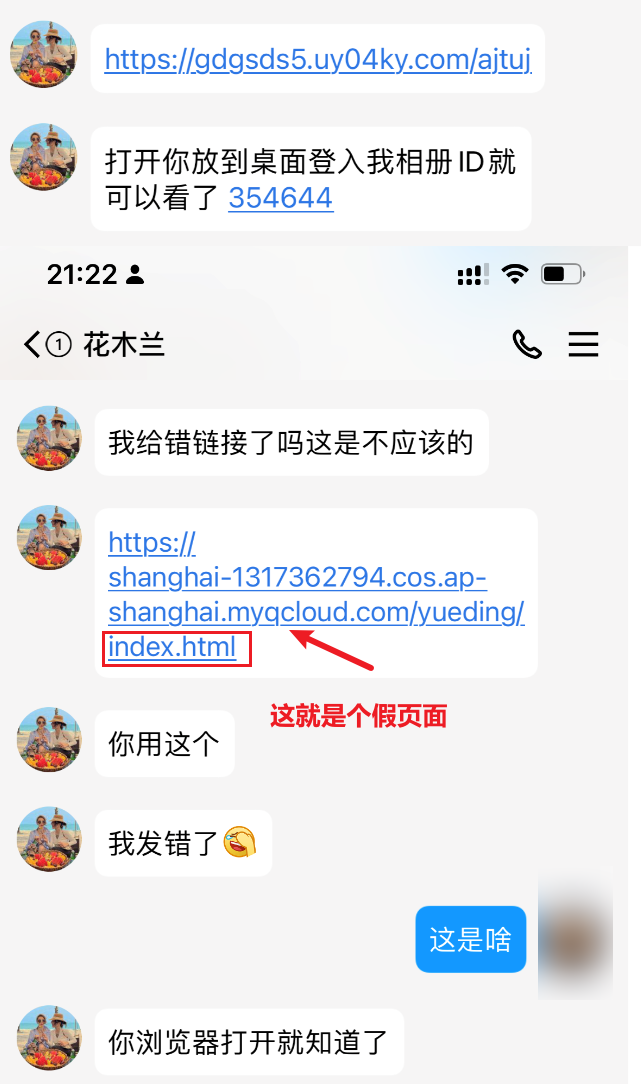 https://gdgsds5.uy04ky.com/ajtuj
打开你放到桌面登入我相册ID就
可以看了 354644
21:22
① 花木兰
我给错链接了吗这是不应该的
https://
shanghai-1317362794.cos.ap-
shanghai.myqcloud.com/yueding/
index.html
这就是个假页面
你用这个
我发错了
这是啥
你浏览器打开就知道了